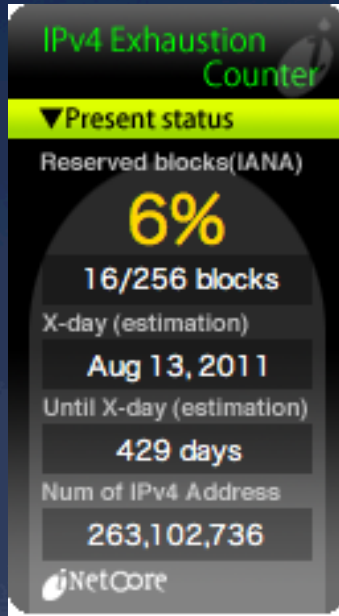 IPv4 Exhaustion
Counter
▼Present status
Reserved blocks(IANA)
6%
16/256 blocks
X-day (estimation)
Aug 13, 2011
Until X-day (estimation)
429 days
Num of IPv4 Address
263,102,736
iNetCore